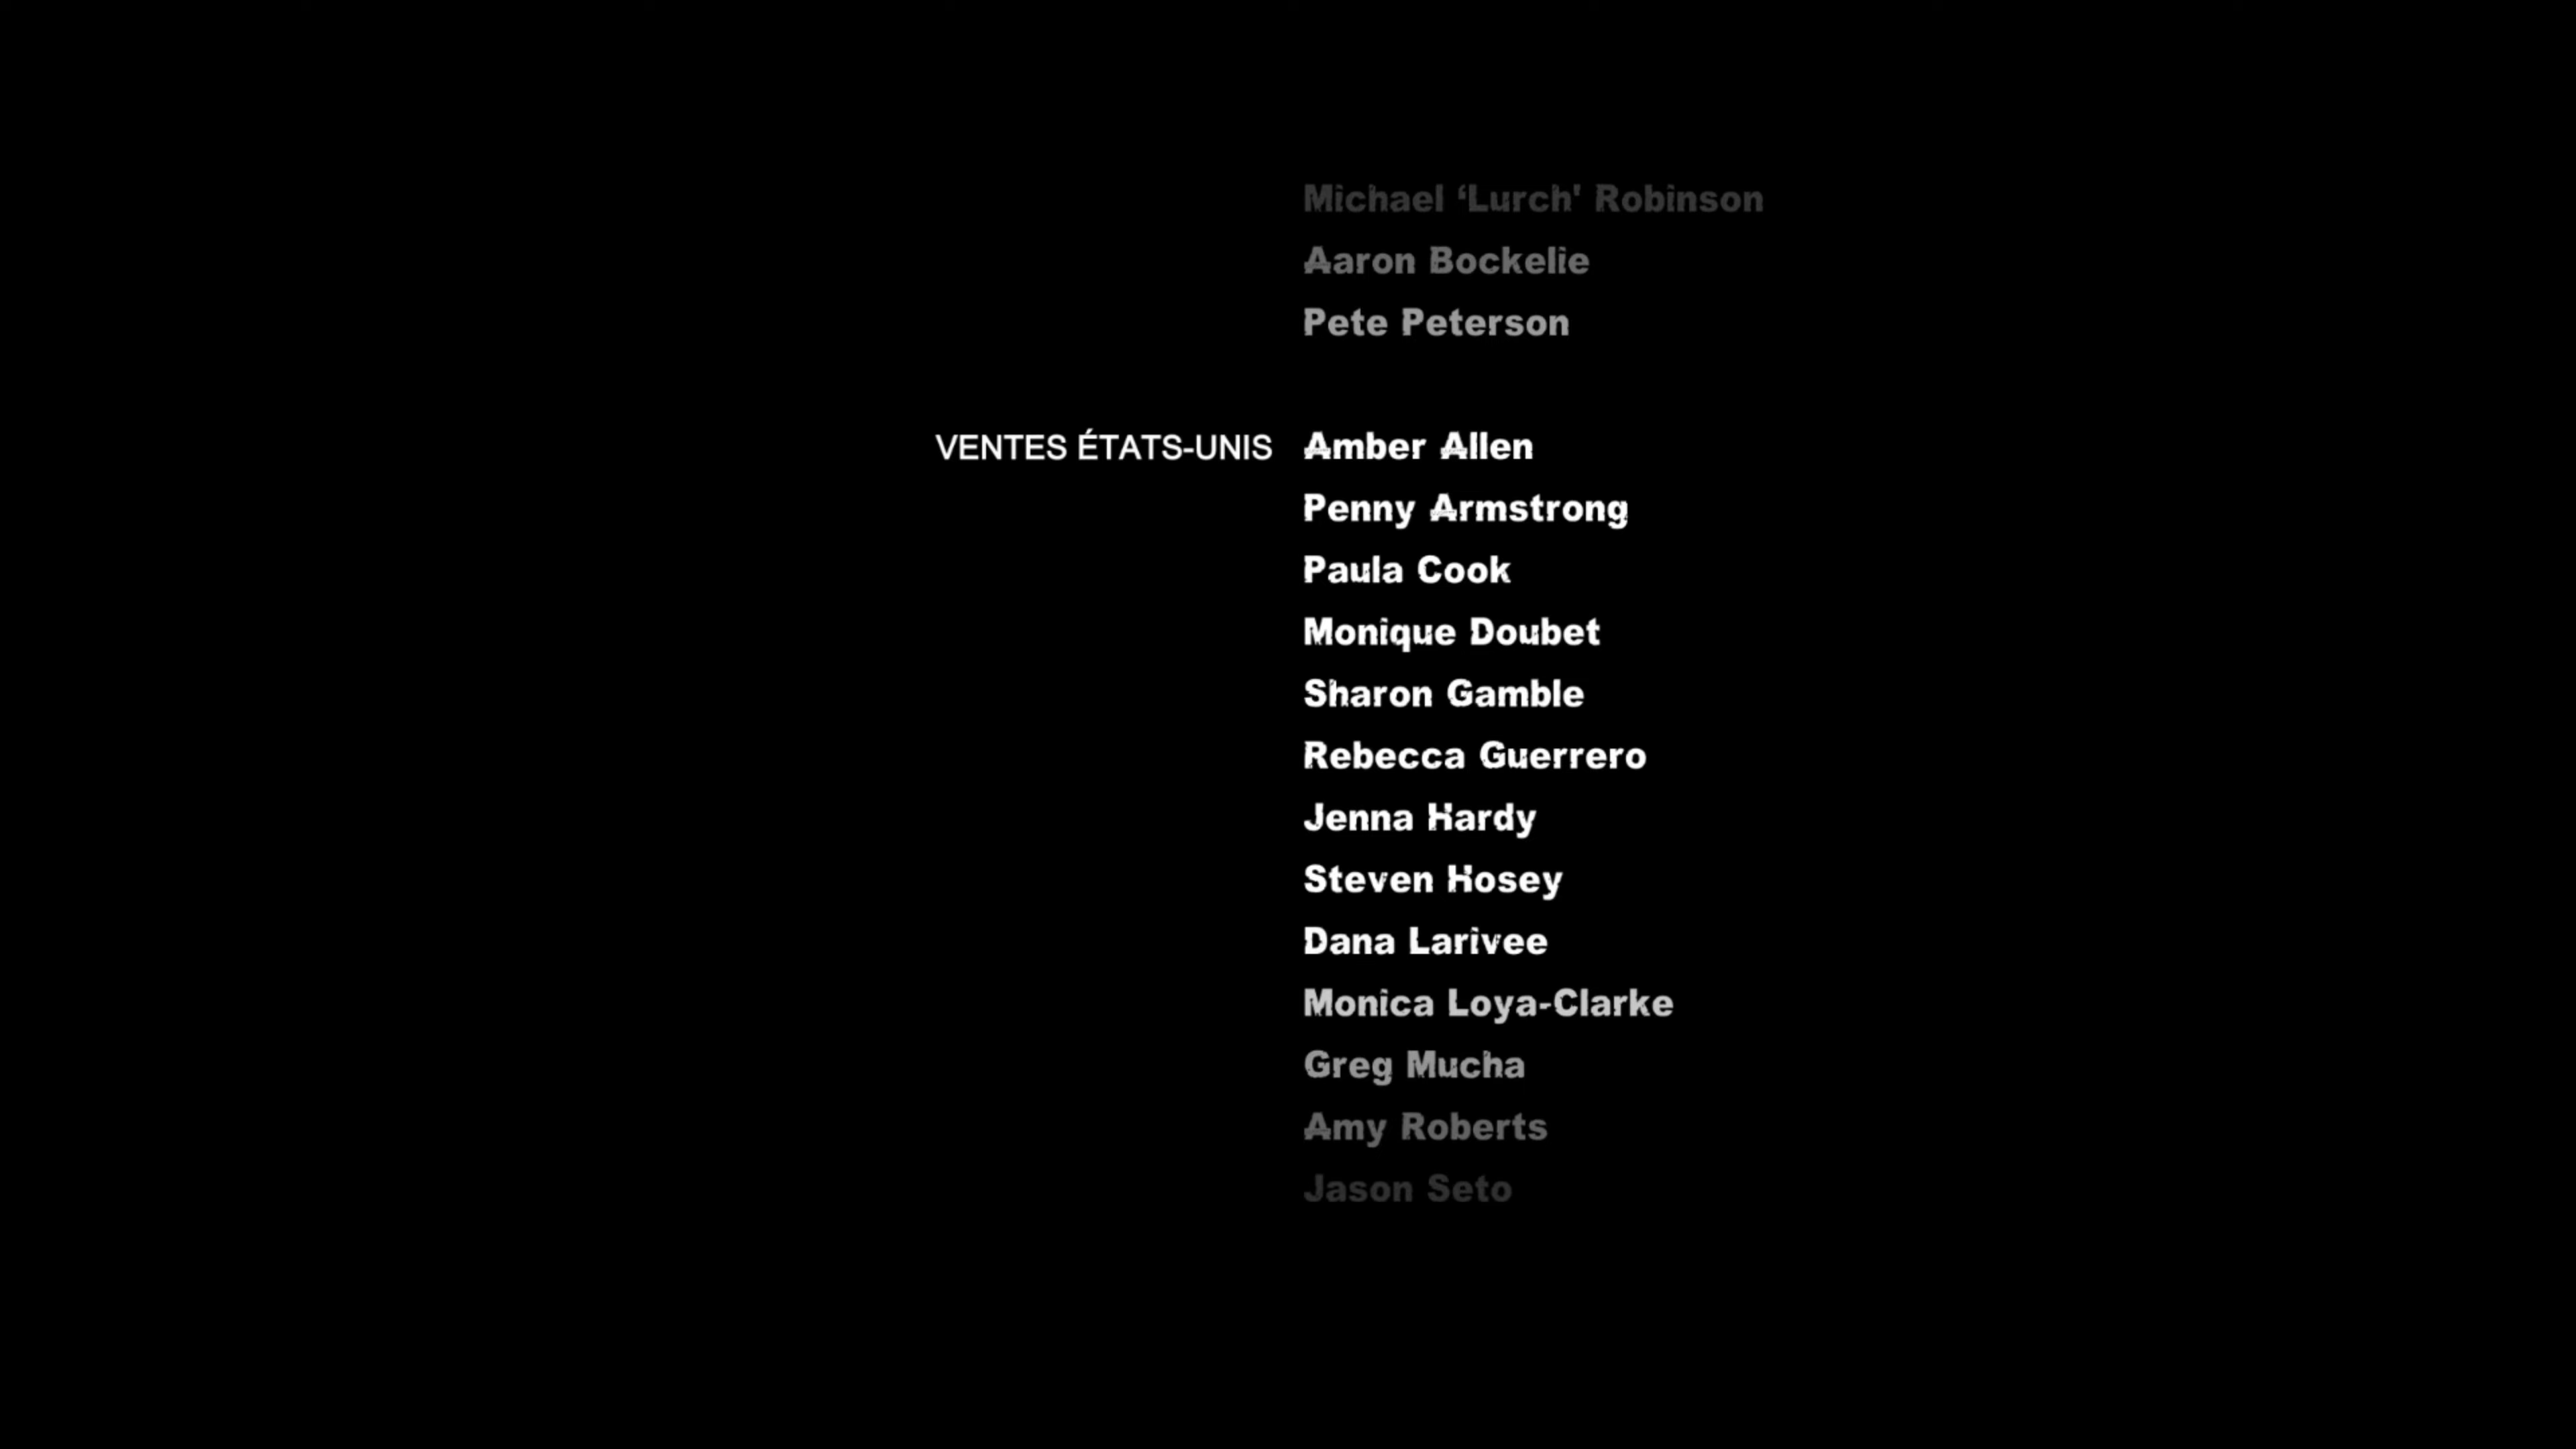 Michael ‘Lurch' Robinson
Aaron Bockelie
Pete Peterson
VENTES ÉTATS-UNIS Amber Allen
Penny Armstrong
Paula Cook
Monique Doubet
Sharon Gamble
Rebecca Guerrero
Jenna Hardy
Steven Hosey
Dana Larivee
Monica Loya-Clarke
Greg Mucha
Amy Roberts
Jason Seto